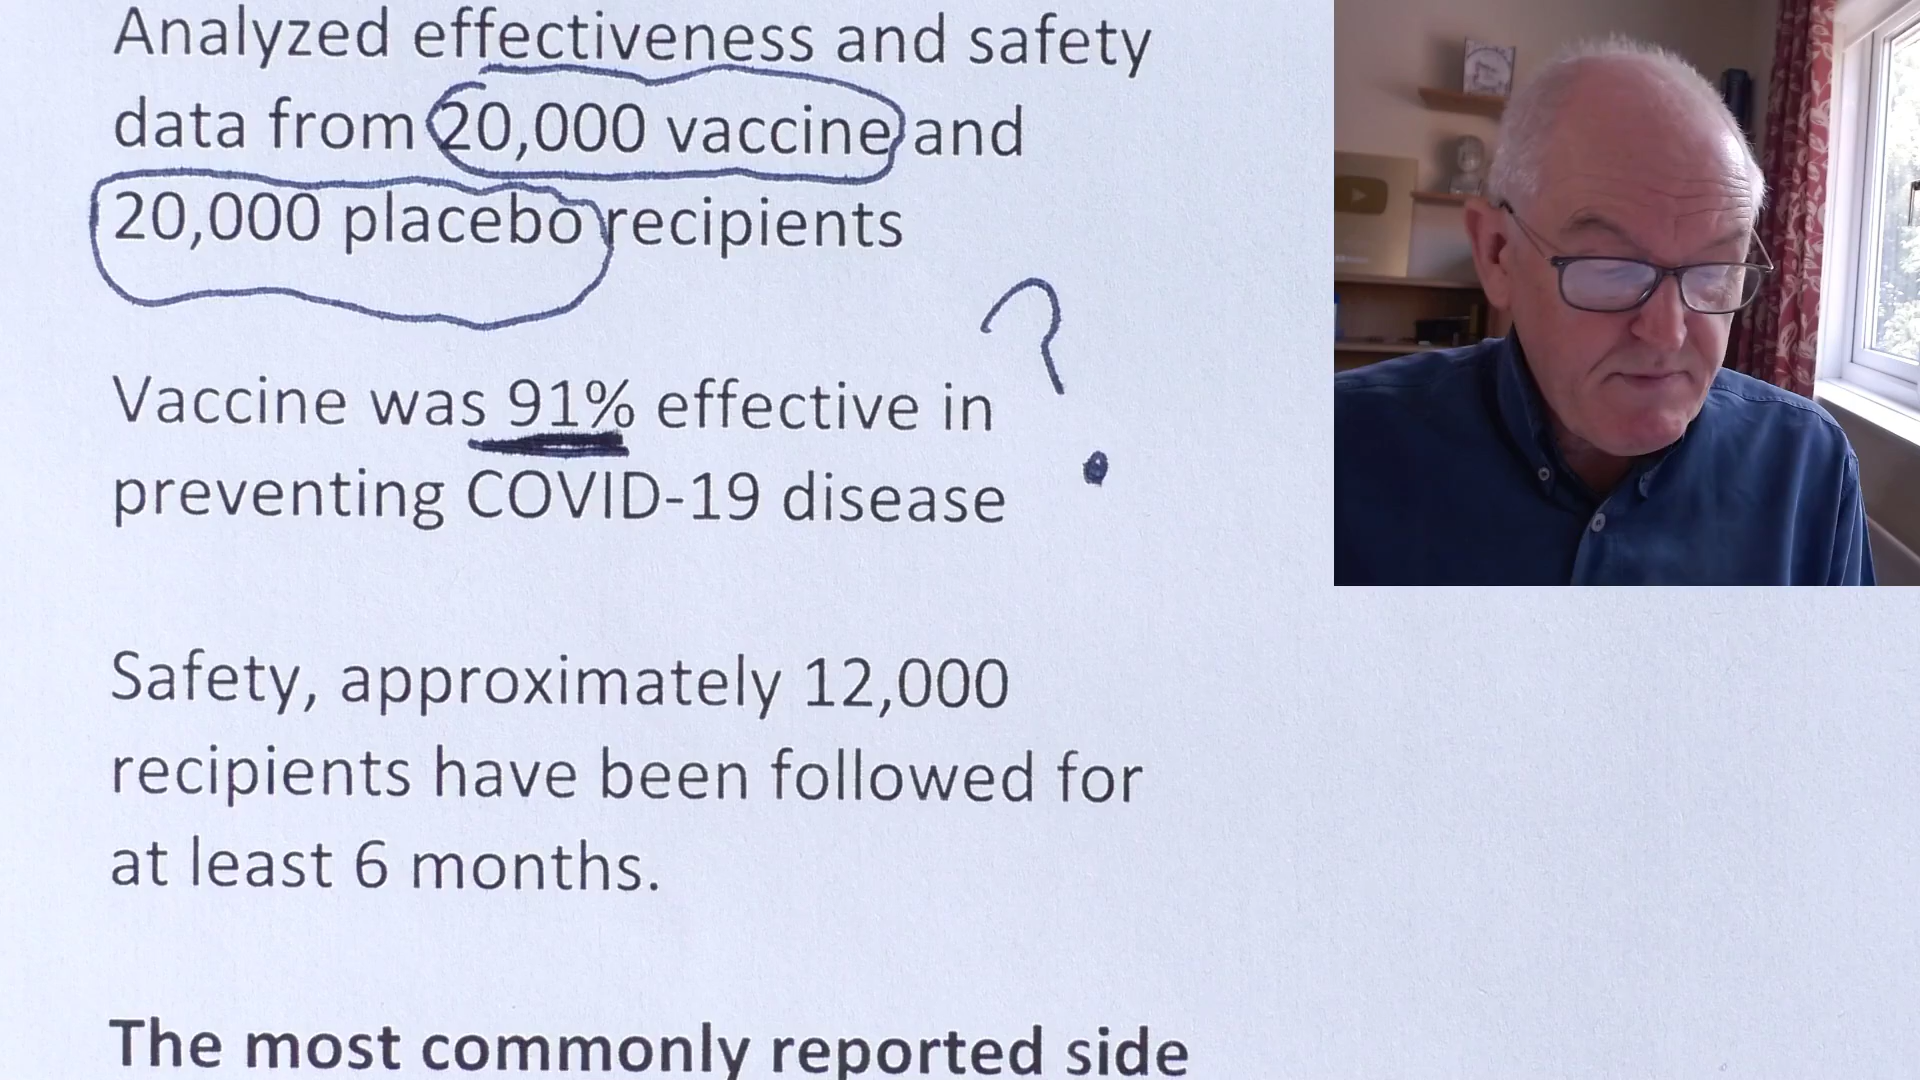 Analyzed effectiveness and safety
data from 20,000 vaccine and
20,000 placebo recipients
?
Vaccine was 91% effective in
preventing COVID-19 disease
Safety, approximately 12,000
recipients have been followed for
at least 6 months.
The most commonly reported side